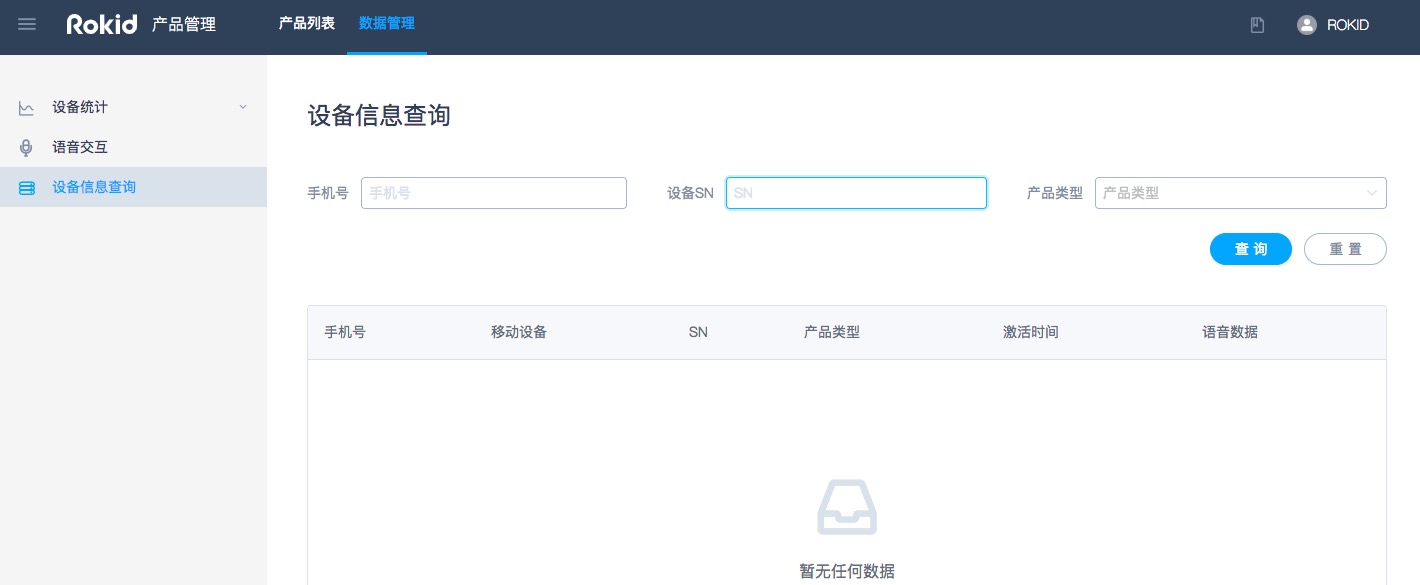 Rokid 产品管理 产品列表 数据管理 ROKID
设备统计
语音交互
设备信息查询
设备信息查询
手机号 手机号 设备SN SN 产品类型 产品类型
查 询 重 置
手机号 移动设备 SN 产品类型 激活时间 语音数据
暂无任何数据